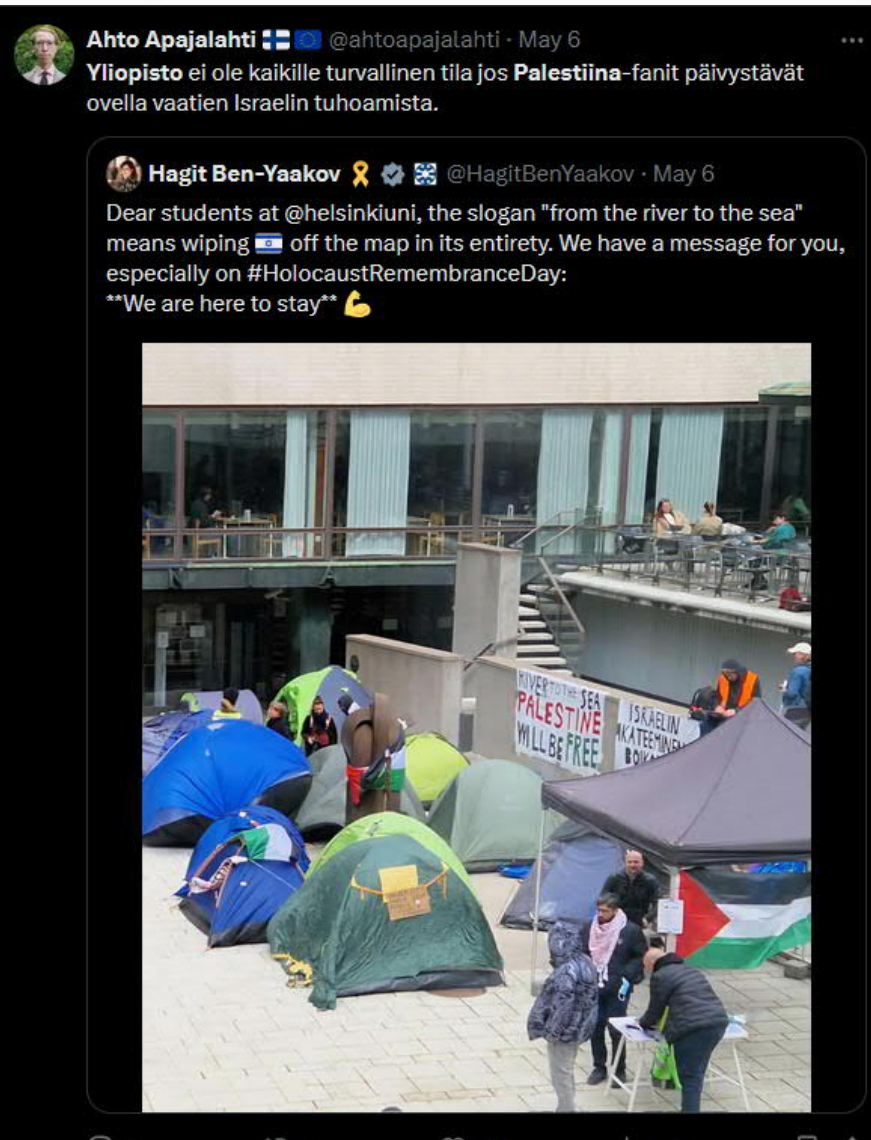 Ahto Apajalahti @ahtoapajalahti · May 6
Yliopisto ei ole kaikille turvallinen tila jos Palestiina-fanit päivystävät
ovella vaatien Israelin tuhoamista.
Hagit Ben-Yaakov @HagitBenYaakov · May 6
Dear students at @helsinkiuni, the slogan "from the river to the sea"
means wiping 🇮🇱 off the map in its entirety. We have a message for you,
especially on #HolocaustRemembranceDay:
**We are here to stay** 💪
RIVER TO THE SEA
PALESTINE
WILL BE FREE
ISRAELIN